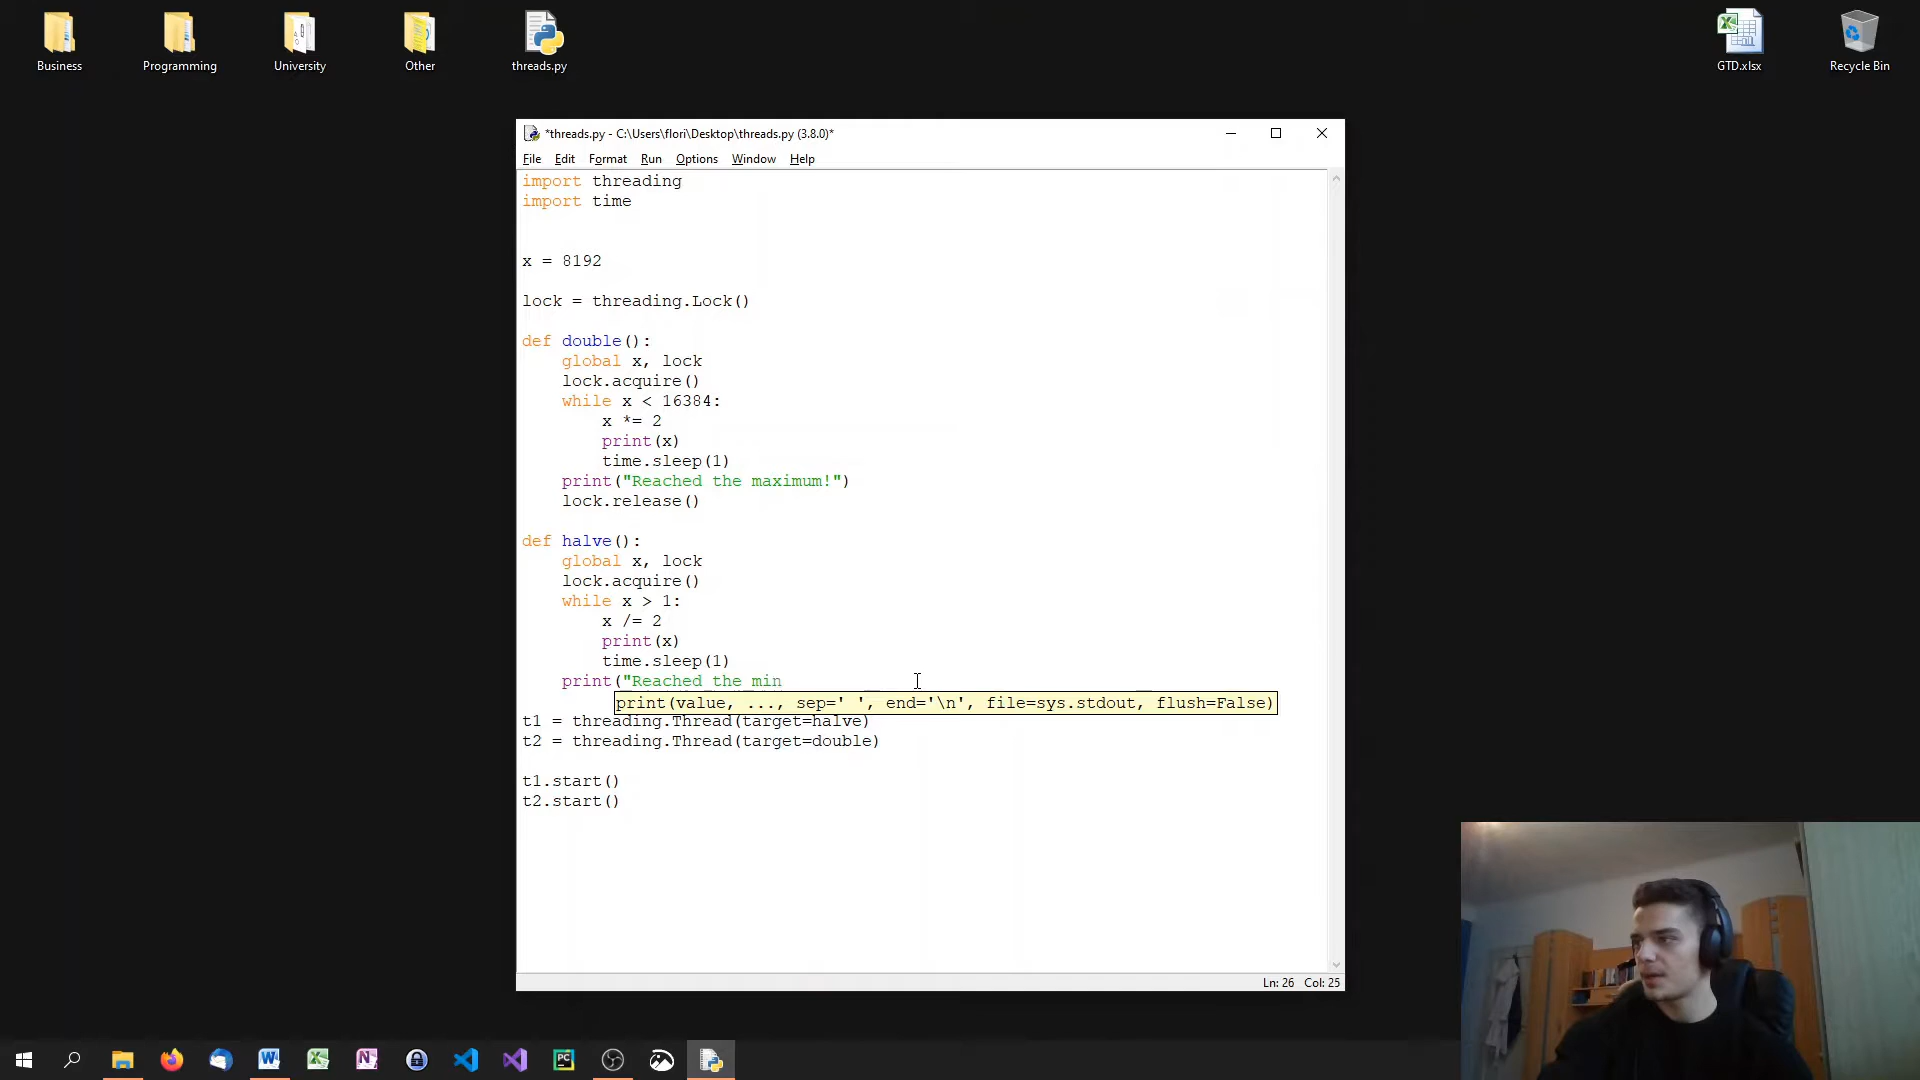 Business
Programming
University
Other
threads.py
GTD.xlsx
Recycle Bin
*threads.py - C:\Users\flori\Desktop\threads.py (3.8.0)*
File Edit Format Run Options Window Help
import threading
import time
x = 8192
lock = threading.Lock()
def double():
    global x, lock
    lock.acquire()
    while x < 16384:
        x *= 2
        print(x)
        time.sleep(1)
    print("Reached the maximum!")
    lock.release()
def halve():
    global x, lock
    lock.acquire()
    while x > 1:
        x /= 2
        print(x)
        time.sleep(1)
    print("Reached the min
print(value, ..., sep=' ', end='\n', file=sys.stdout, flush=False)
t1 = threading.Thread(target=halve)
t2 = threading.Thread(target=double)
t1.start()
t2.start()
Ln: 26 Col: 25